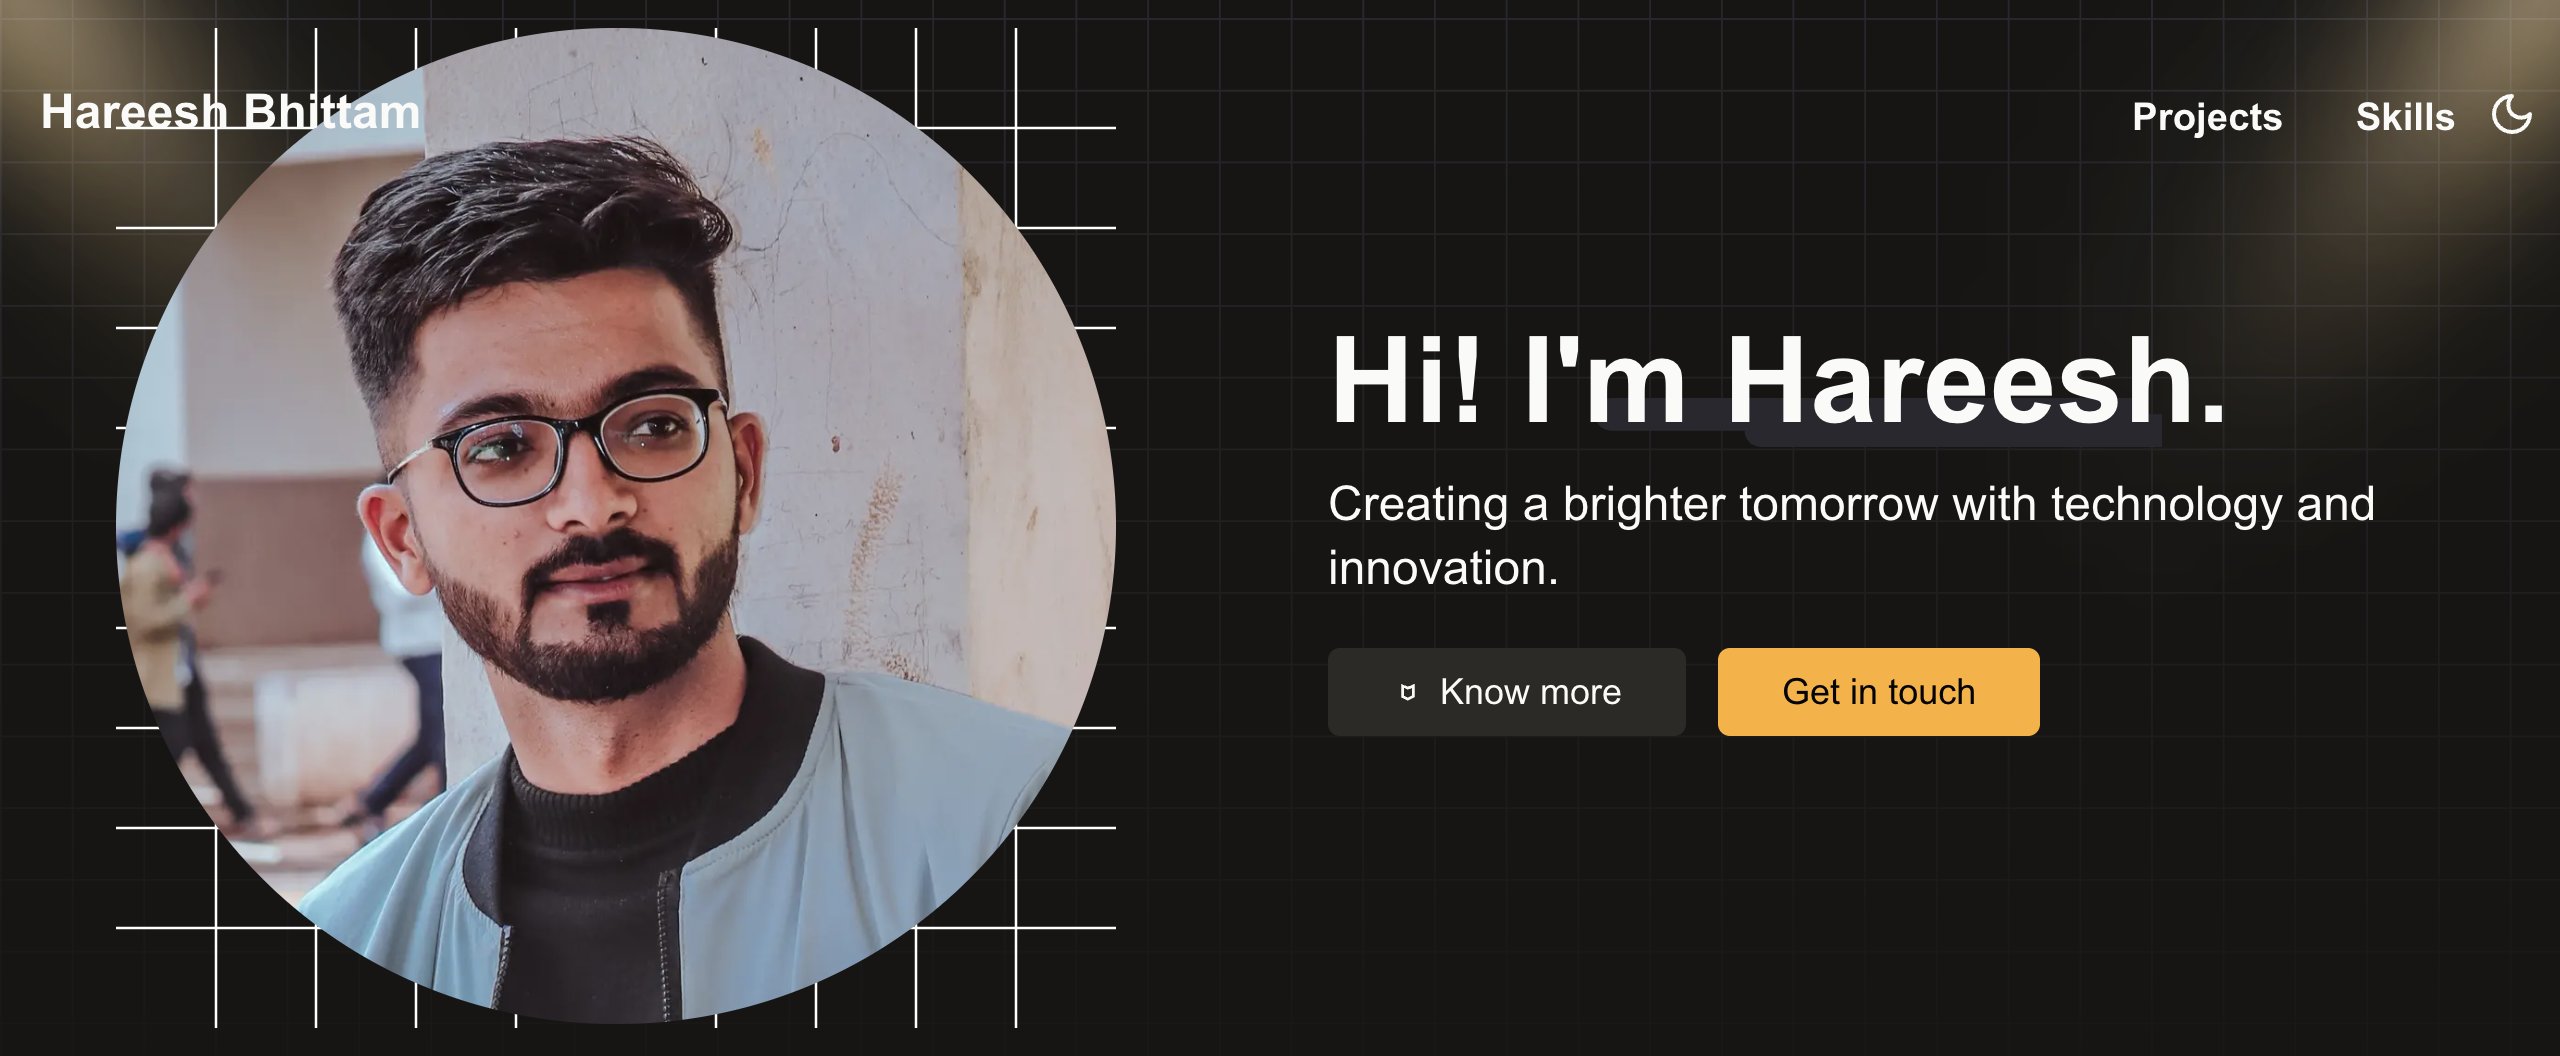 Hareesh Bhittam
Projects
Skills
Hi! I'm Hareesh.
Creating a brighter tomorrow with technology and
innovation.
Know more
Get in touch